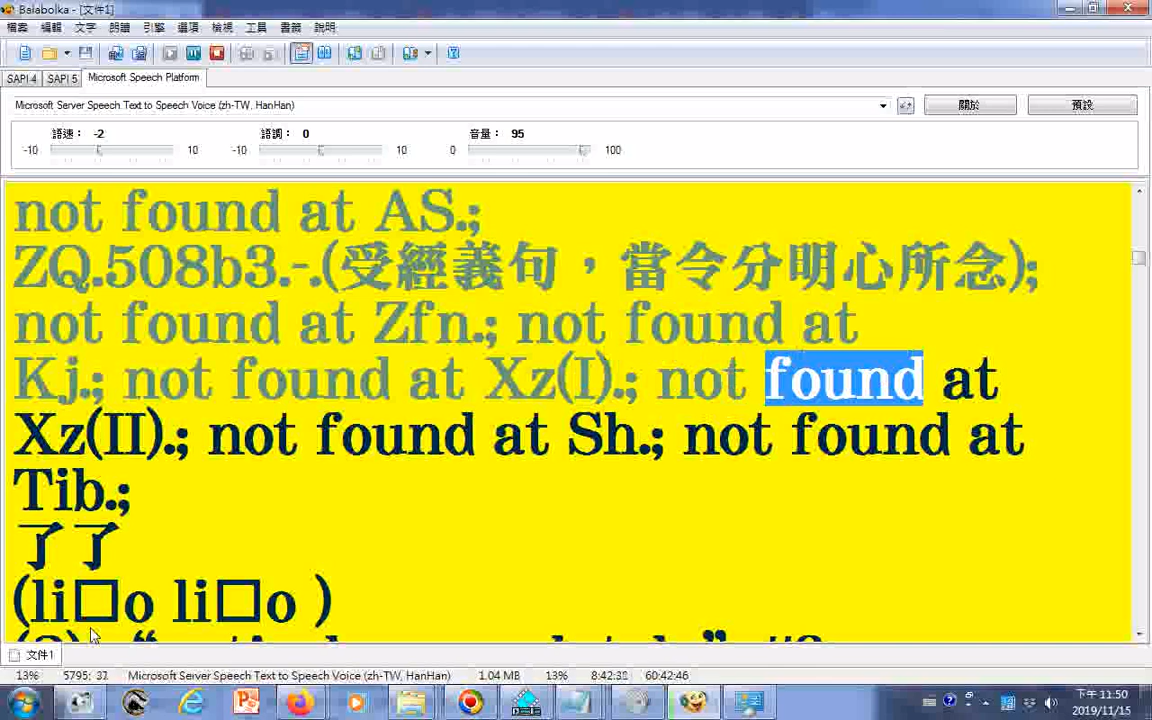 Balabolka - [文件1]
檔案 編輯 文字 朗讀 引擎 選項 檢視 工具 書籤 說明
SAPI 4 SAPI 5 Microsoft Speech Platform
Microsoft Server Speech Text to Speech Voice (zh-TW, HanHan) 關於 預設
語速： -2 語調： 0 音量： 95
-10 10 -10 10 0 100
not found at AS.;
ZQ.508b3.-.(受經義句，當令分明心所念);
not found at Zfn.; not found at
Kj.; not found at Xz(I).; not found at
Xz(II).; not found at Sh.; not found at
Tib.;
了了
(li□o li□o )
文件1
13% 5795: 37 Microsoft Server Speech Text to Speech Voice (zh-TW, HanHan) 1.04 MB 13% 8:42:32 60:42:46
下午 11:50
2019/11/15